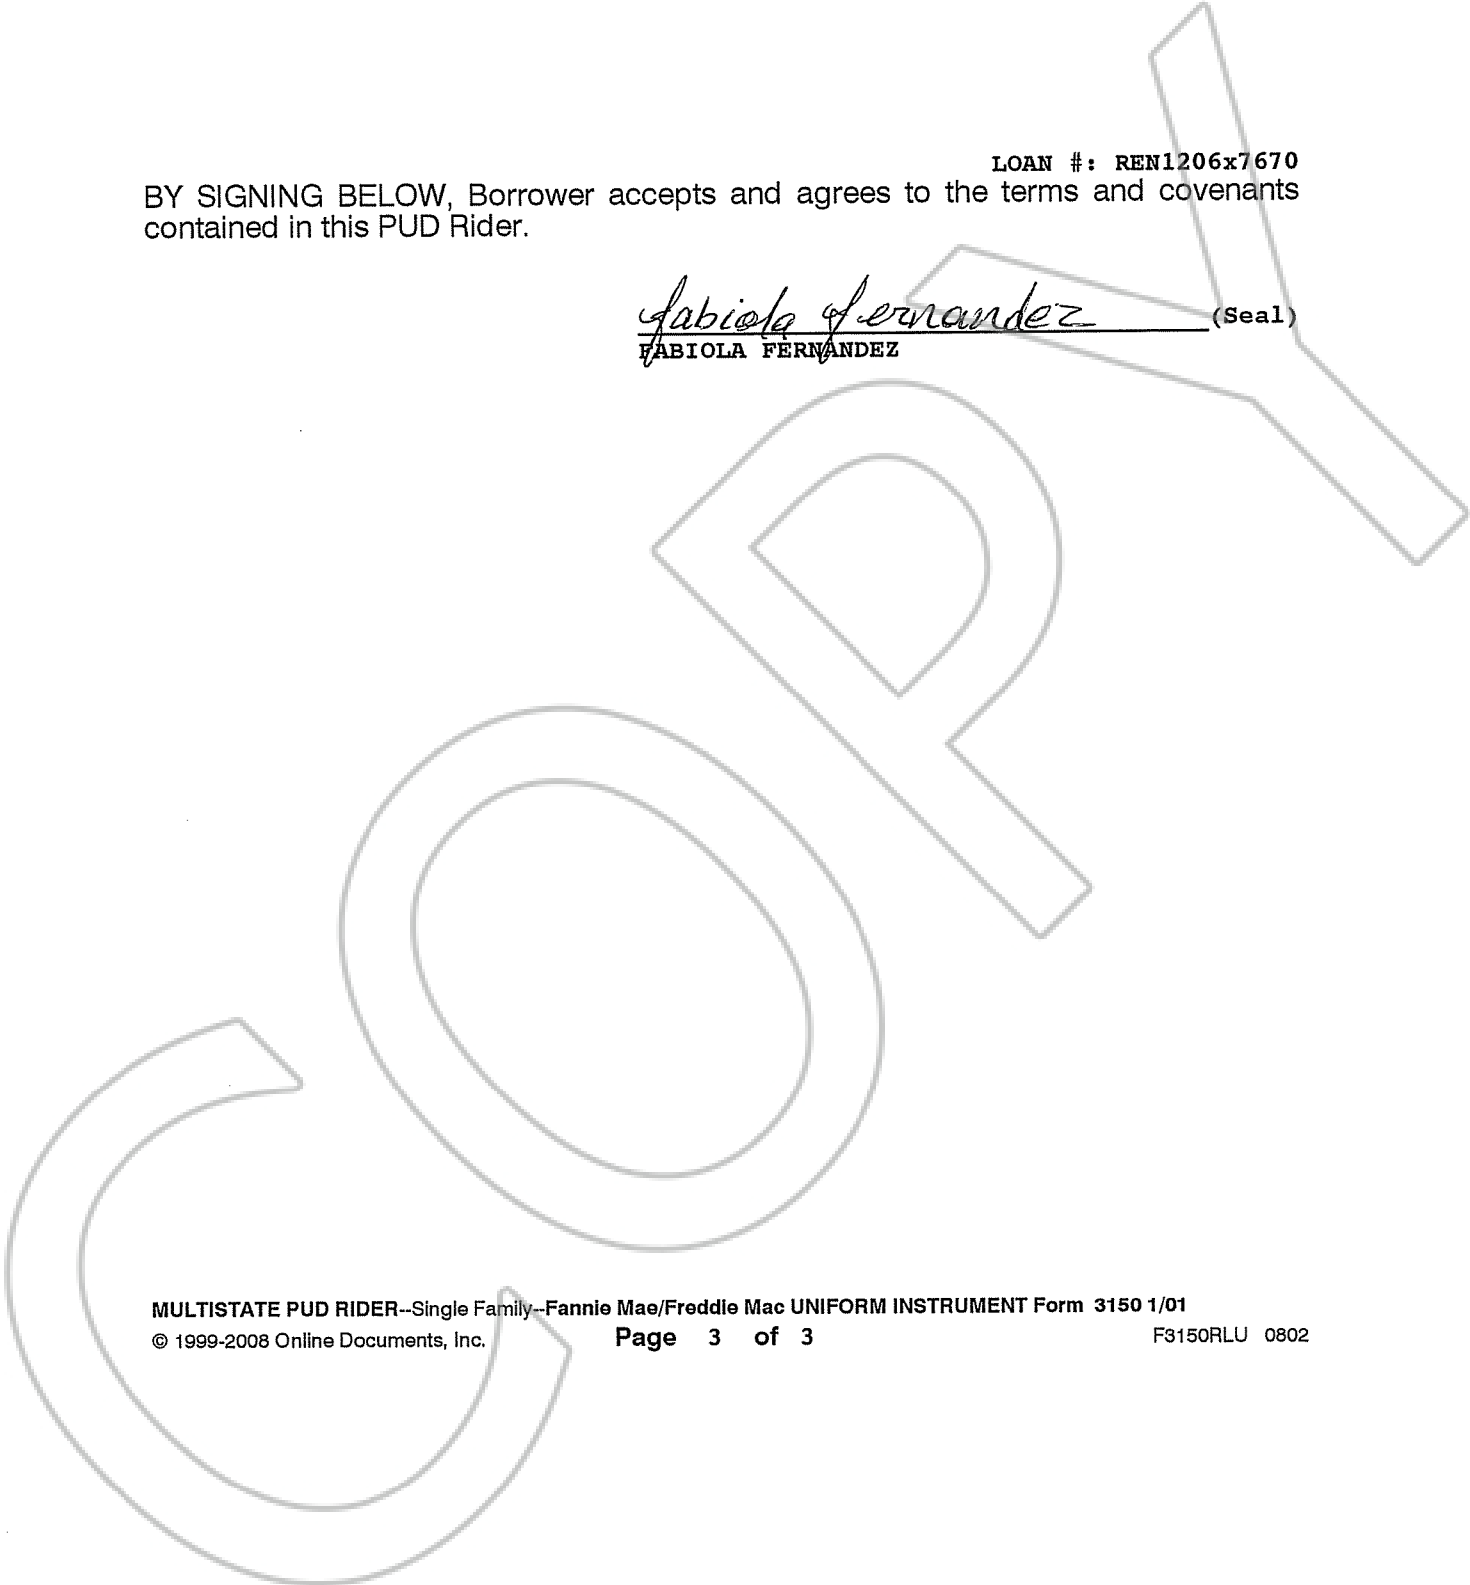 LOAN #: REN1206x7670
BY SIGNING BELOW, Borrower accepts and agrees to the terms and covenants
contained in this PUD Rider.
Fabiola Fernandez (Seal)
FABIOLA FERNANDEZ
COPY
MULTISTATE PUD RIDER--Single Family--Fannie Mae/Freddie Mac UNIFORM INSTRUMENT Form 3150 1/01
© 1999-2008 Online Documents, Inc. Page 3 of 3 F3150RLU 0802